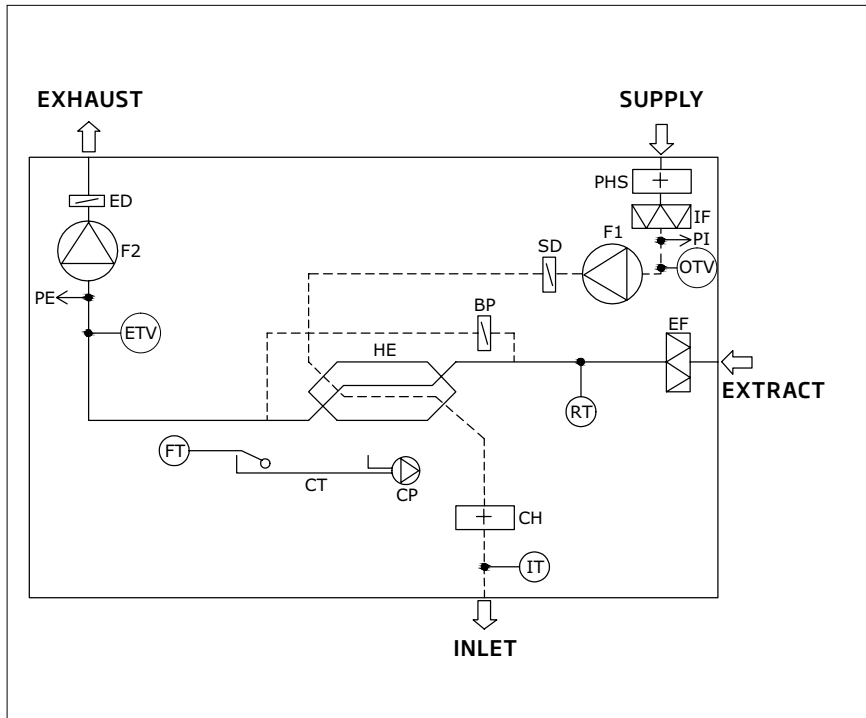 EXHAUST
SUPPLY
PHS
ED
IF
F1
PI
F2
SD
OTV
PE
BP
EF
ETV
HE
EXTRACT
RT
FT
CT
CP
CH
IT
INLET